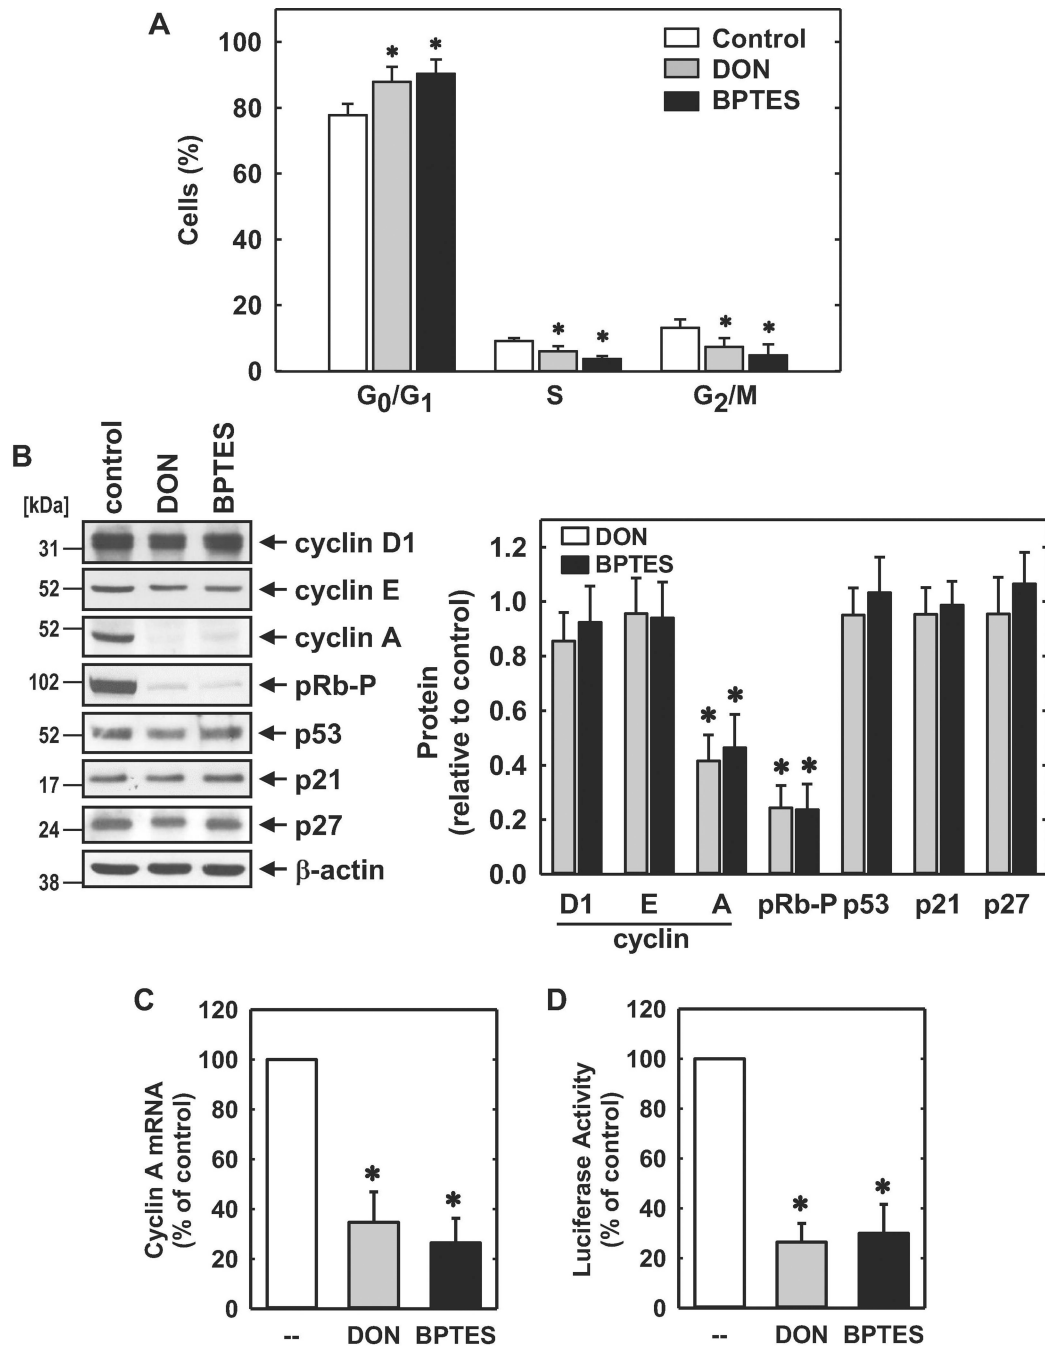 A
100
80
60
40
20
0
Cells (%)
* * * * * *
Control
DON
BPTES
G0/G1 S G2/M
B
control DON BPTES
[kDa]
31 cyclin D1
52 cyclin E
52 cyclin A
102 pRb-P
52 p53
17 p21
24 p27
38 β-actin
Protein
(relative to control)
1.2
1.0
0.8
0.6
0.4
0.2
0.0
DON
BPTES
* * * *
D1 E A pRb-P p53 p21 p27
cyclin
C
Cyclin A mRNA
(% of control)
120
100
80
60
40
20
0
* *
-- DON BPTES
D
Luciferase Activity
(% of control)
120
100
80
60
40
20
0
* *
-- DON BPTES